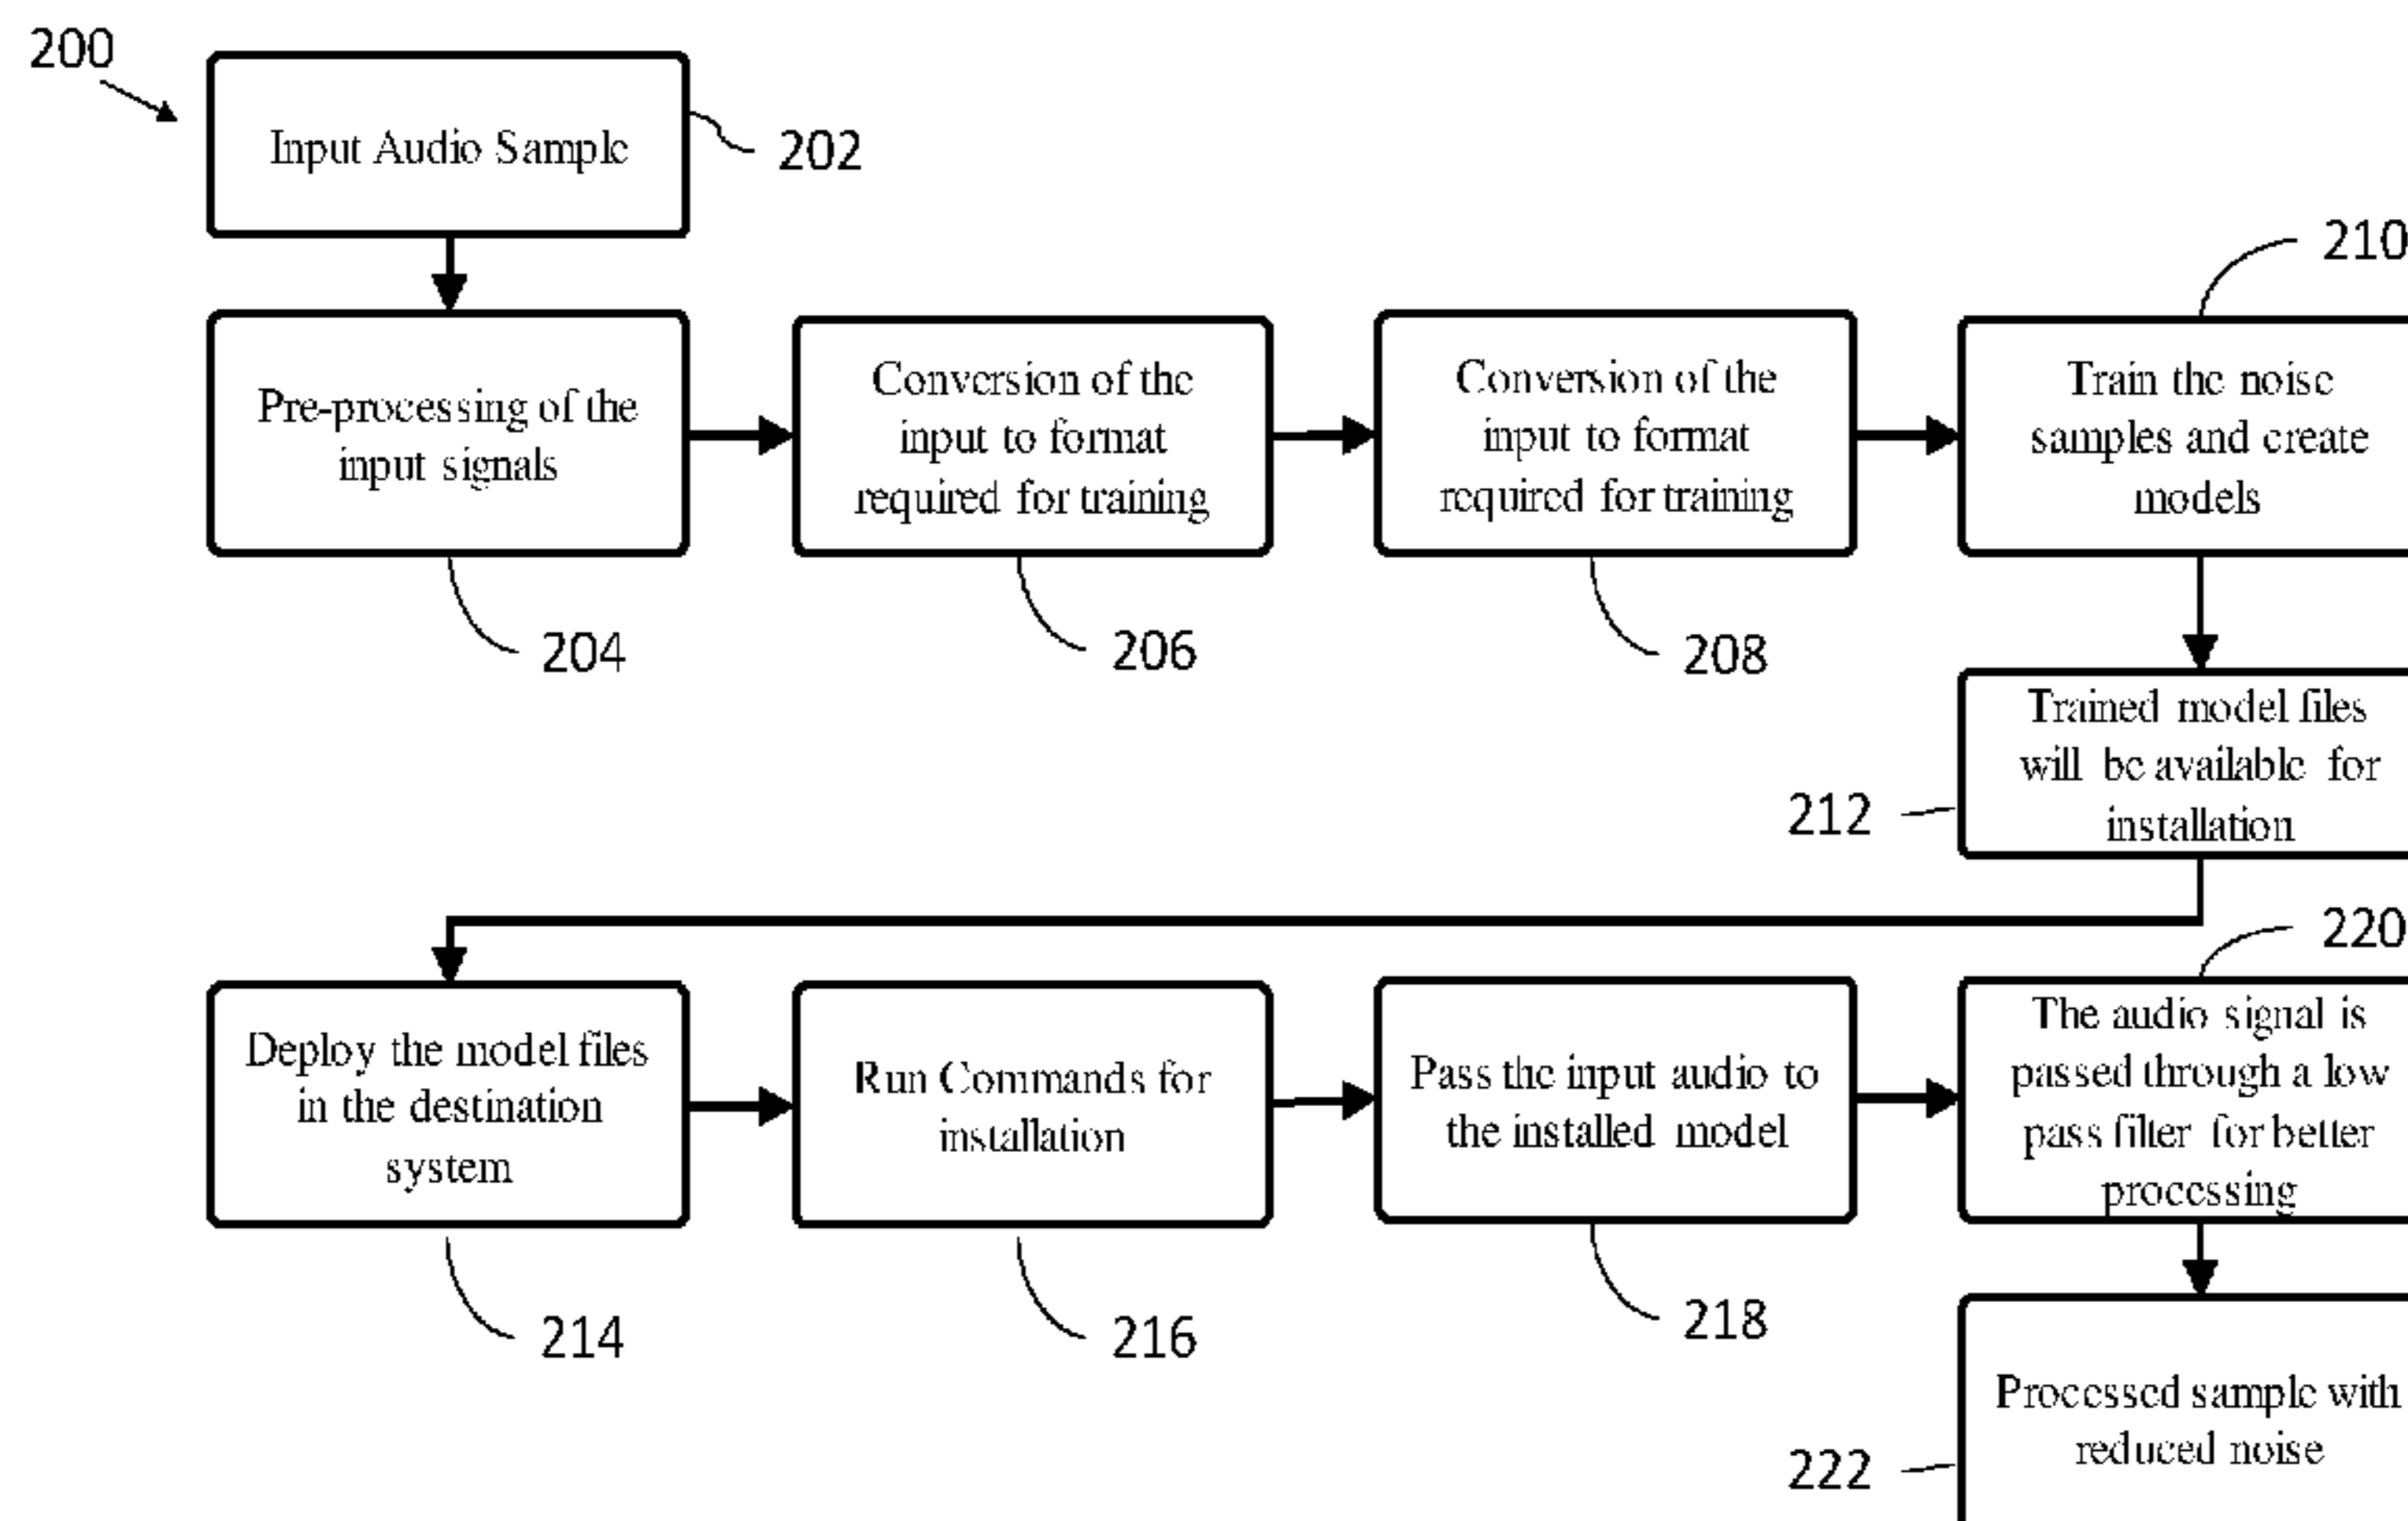 200
Input Audio Sample
202
Pre-processing of the
input signals
204
Conversion of the
input to format
required for training
206
Conversion of the
input to format
required for training
208
210
Train the noise
samples and create
models
Trained model files
will be available for
installation
212
Deploy the model files
in the destination
system
214
Run Commands for
installation
216
Pass the input audio to
the installed model
218
220
The audio signal is
passed through a low
pass filter for better
processing
Processed sample with
reduced noise
222